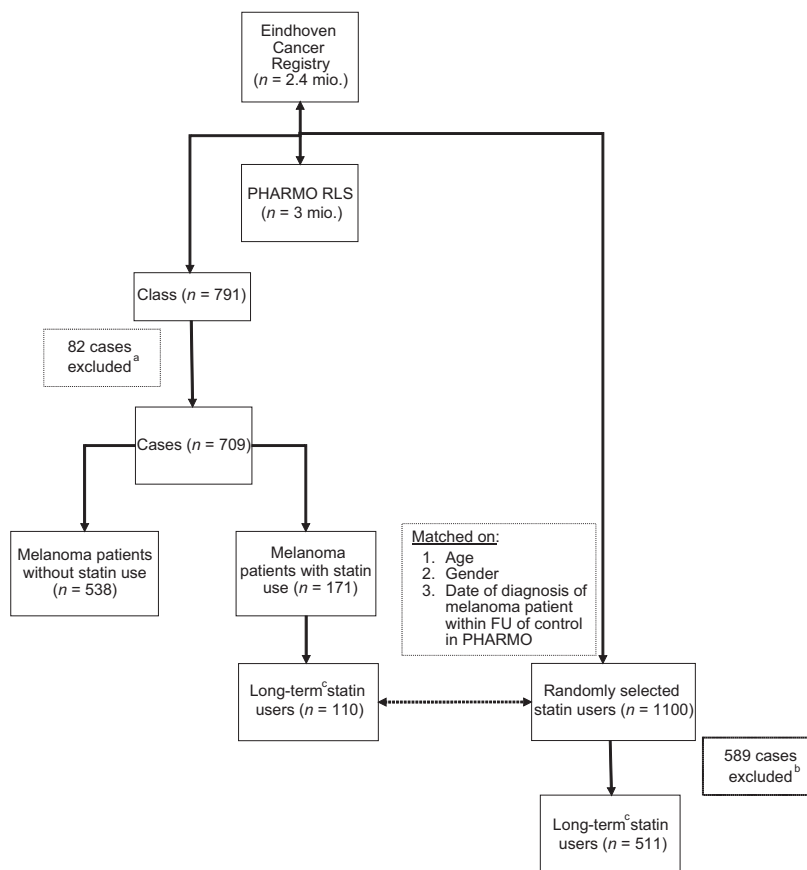 Eindhoven
Cancer
Registry
(n = 2.4 mio.)
PHARMO RLS
(n = 3 mio.)
Class (n = 791)
82 cases
excluded a
Cases (n = 709)
Melanoma patients
without statin use
(n = 538)
Melanoma
patients with statin
use (n = 171)
Matched on:
1. Age
2. Gender
3. Date of diagnosis of
melanoma patient
within FU of control
in PHARMO
Long-term c statin
users (n = 110)
Randomly selected
statin users (n = 1100)
589 cases
excluded b
Long-term c statin
users (n = 511)